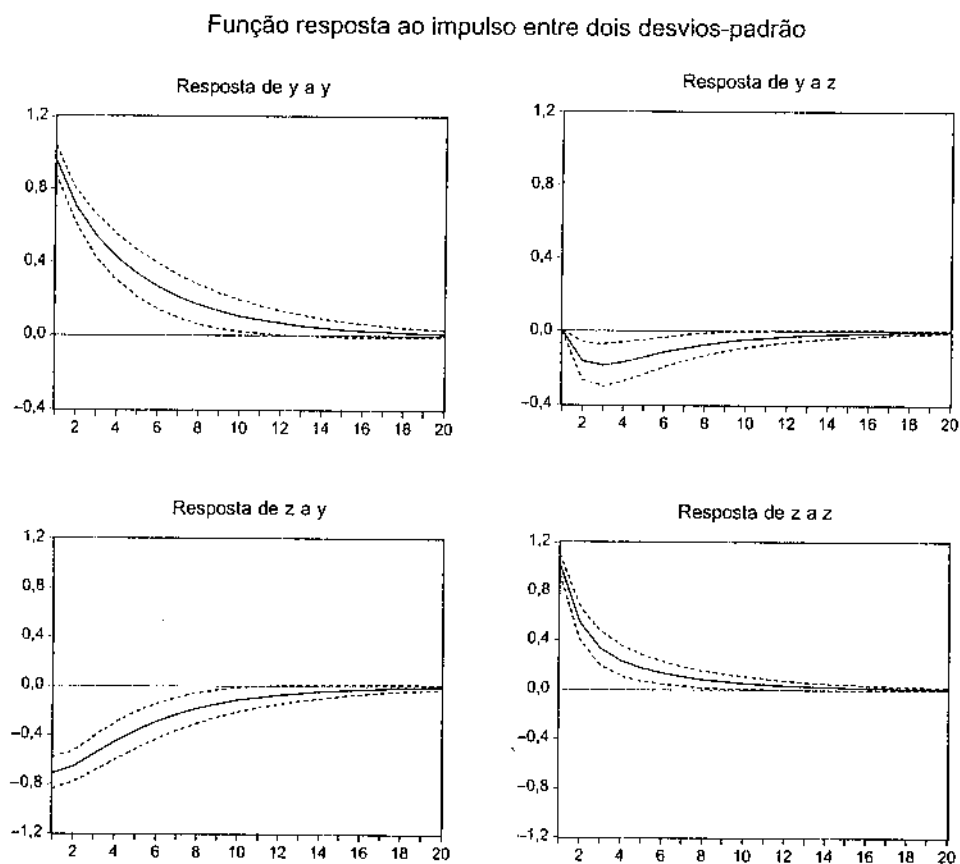 Função resposta ao impulso entre dois desvios-padrão
Resposta de y a y
1,2
0,8
0,4
0,0
–0,4
2 4 6 8 10 12 14 16 18 20
Resposta de y a z
1,2
0,8
0,4
0,0
–0,4
2 4 6 8 10 12 14 16 18 20
Resposta de z a y
1,2
0,8
0,4
0,0
–0,4
–0,8
–1,2
2 4 6 8 10 12 14 16 18 20
Resposta de z a z
1,2
0,8
0,4
0,0
–0,4
–0,8
–1,2
2 4 6 8 10 12 14 16 18 20